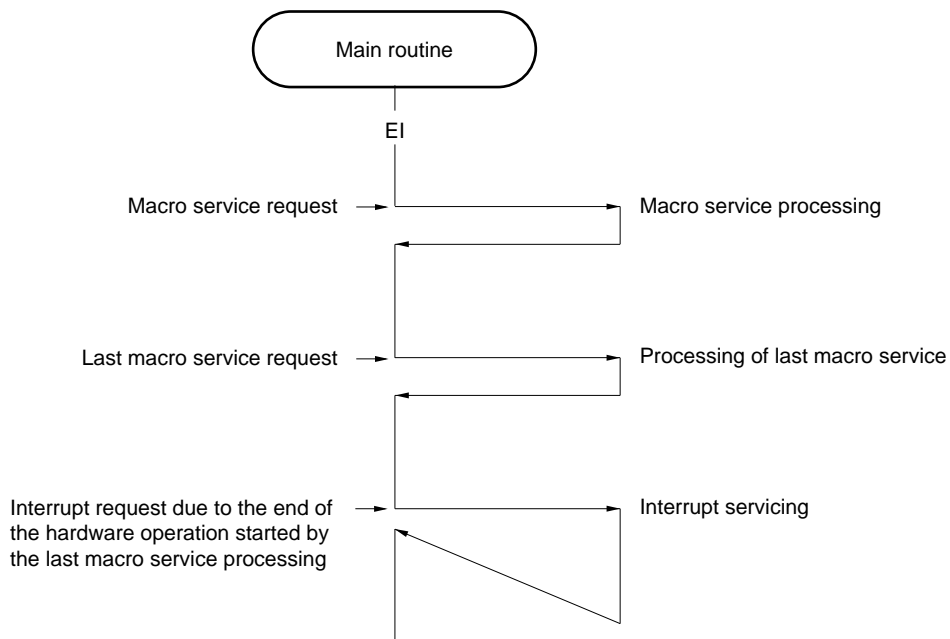 Main routine
EI
Macro service request
Macro service processing
Last macro service request
Processing of last macro service
Interrupt request due to the end of
the hardware operation started by
the last macro service processing
Interrupt servicing